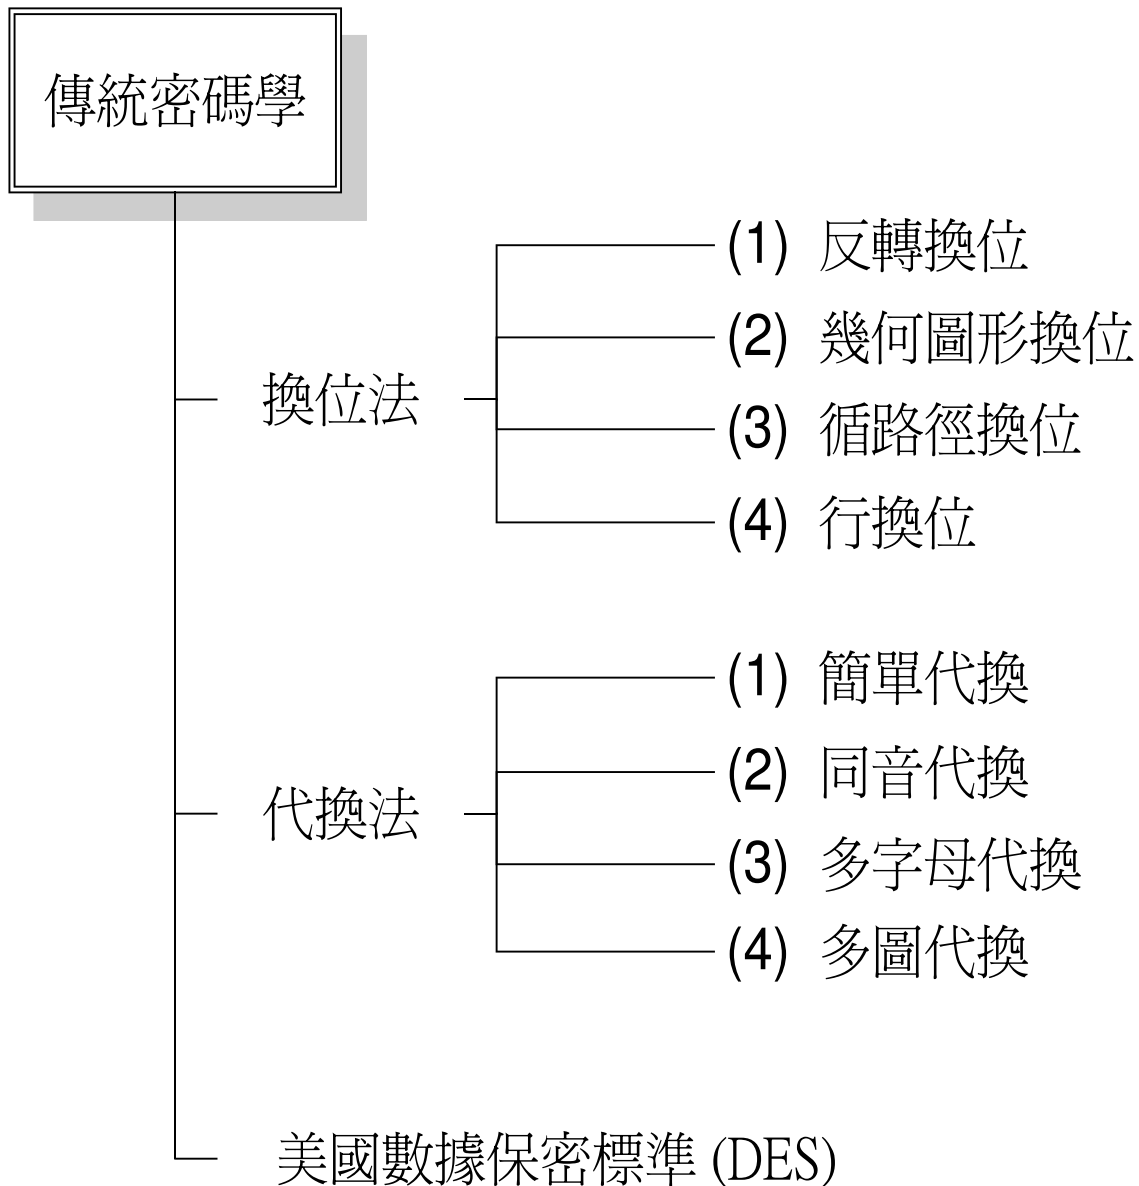 傳統密碼學
換位法
(1) 反轉換位
(2) 幾何圖形換位
(3) 循路徑換位
(4) 行換位
代換法
(1) 簡單代換
(2) 同音代換
(3) 多字母代換
(4) 多圖代換
美國數據保密標準 (DES)